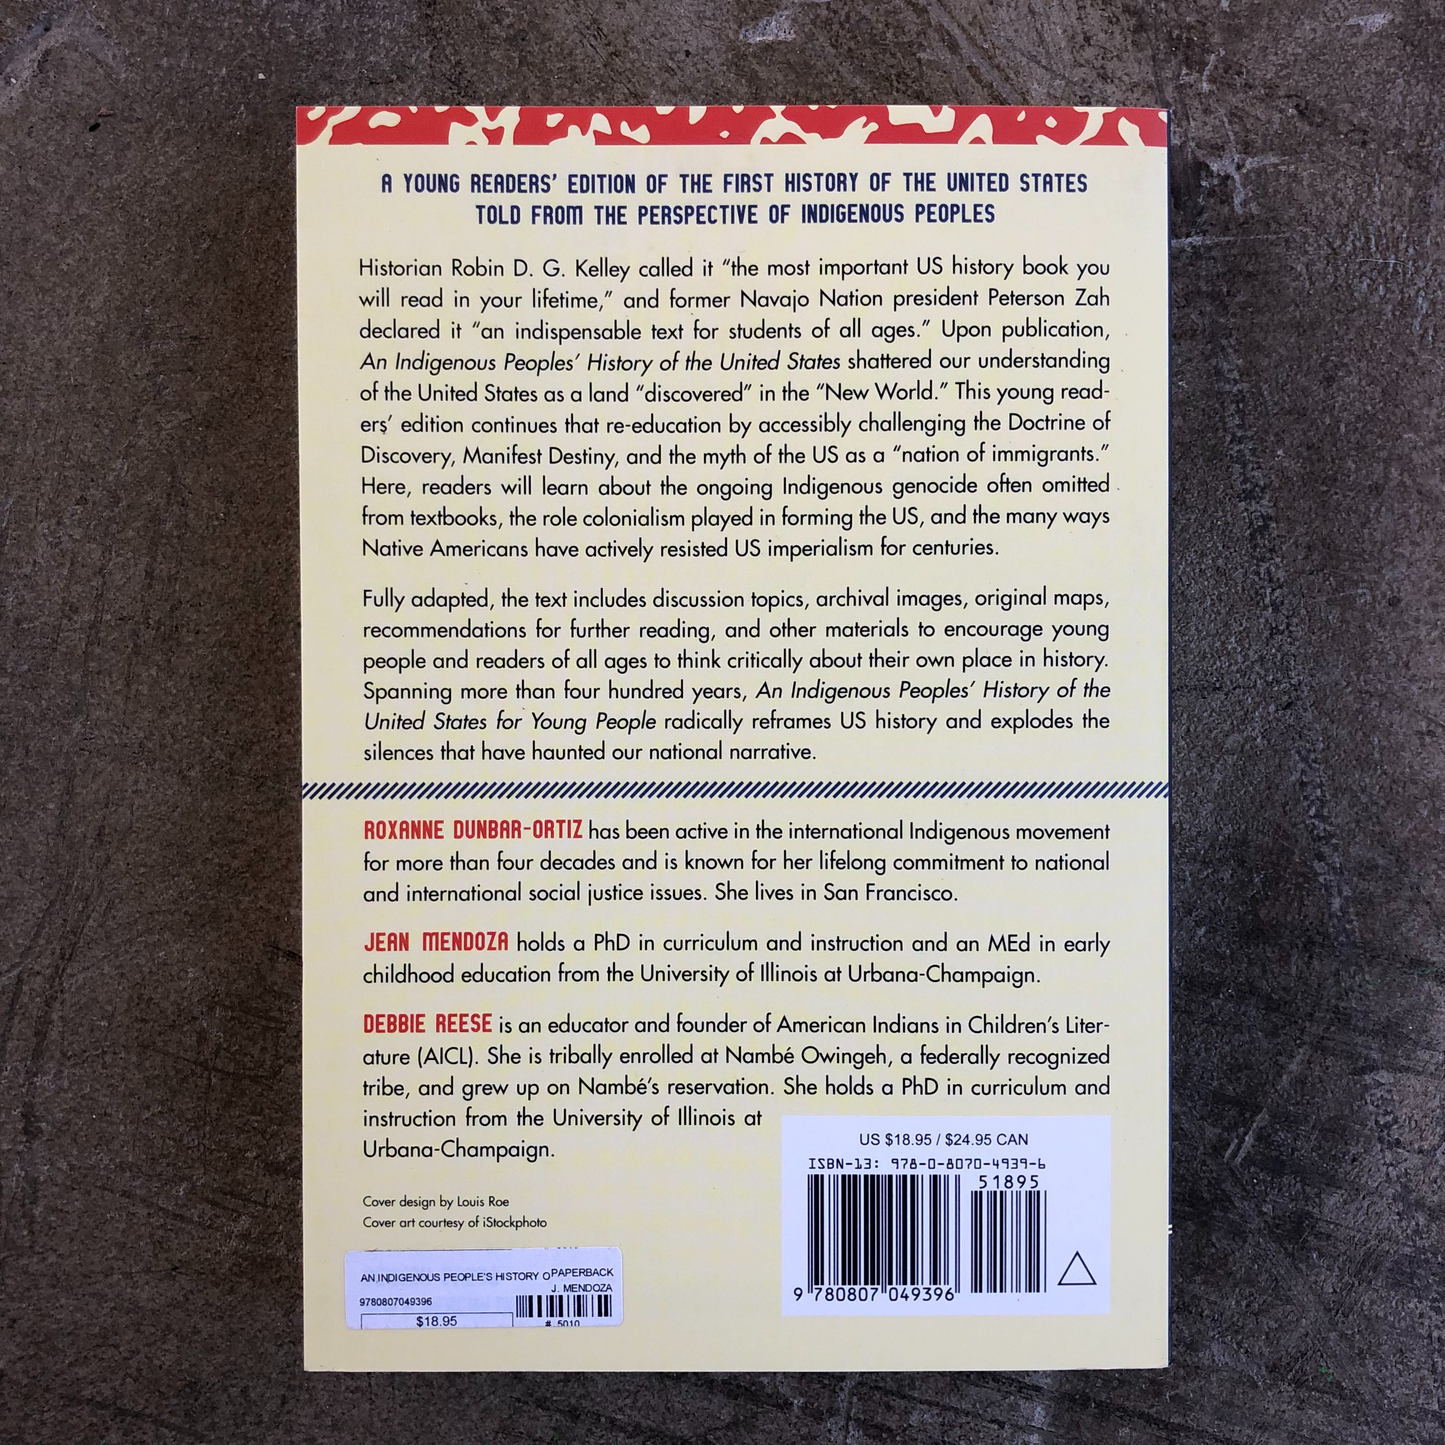 A YOUNG READERS' EDITION OF THE FIRST HISTORY OF THE UNITED STATES
TOLD FROM THE PERSPECTIVE OF INDIGENOUS PEOPLES
Historian Robin D. G. Kelley called it “the most important US history book you
will read in your lifetime,” and former Navajo Nation president Peterson Zah
declared it “an indispensable text for students of all ages.” Upon publication,
An Indigenous Peoples’ History of the United States shattered our understanding
of the United States as a land “discovered” in the “New World.” This young read-
ers’ edition continues that re-education by accessibly challenging the Doctrine of
Discovery, Manifest Destiny, and the myth of the US as a “nation of immigrants.”
Here, readers will learn about the ongoing Indigenous genocide often omitted
from textbooks, the role colonialism played in forming the US, and the many ways
Native Americans have actively resisted US imperialism for centuries.
Fully adapted, the text includes discussion topics, archival images, original maps,
recommendations for further reading, and other materials to encourage young
people and readers of all ages to think critically about their own place in history.
Spanning more than four hundred years, An Indigenous Peoples’ History of the
United States for Young People radically reframes US history and explodes the
silences that have haunted our national narrative.
ROXANNE DUNBAR-ORTIZ has been active in the international Indigenous movement
for more than four decades and is known for her lifelong commitment to national
and international social justice issues. She lives in San Francisco.
JEAN MENDOZA holds a PhD in curriculum and instruction and an MEd in early
childhood education from the University of Illinois at Urbana-Champaign.
DEBBIE REESE is an educator and founder of American Indians in Children’s Liter-
ature (AICL). She is tribally enrolled at Nambé Owingeh, a federally recognized
tribe, and grew up on Nambé’s reservation. She holds a PhD in curriculum and
instruction from the University of Illinois at
Urbana-Champaign.
US $18.95 / $24.95 CAN
ISBN-13: 978-0-8070-4939-6
51895
9 780807 049396
Cover design by Louis Roe
Cover art courtesy of iStockphoto
AN INDIGENOUS PEOPLE'S HISTORY O PAPERBACK
J. MENDOZA
9780807049396
$18.95
# 5010